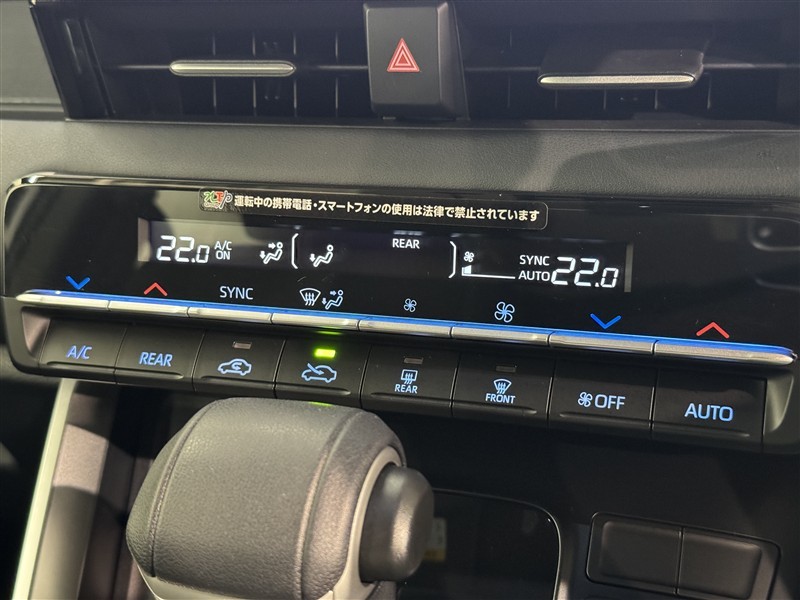 運転中の携帯電話・スマートフォンの使用は法律で禁止されています
22.0 A/C ON
REAR
SYNC AUTO 22.0
SYNC
A/C
REAR
REAR
FRONT
OFF
AUTO